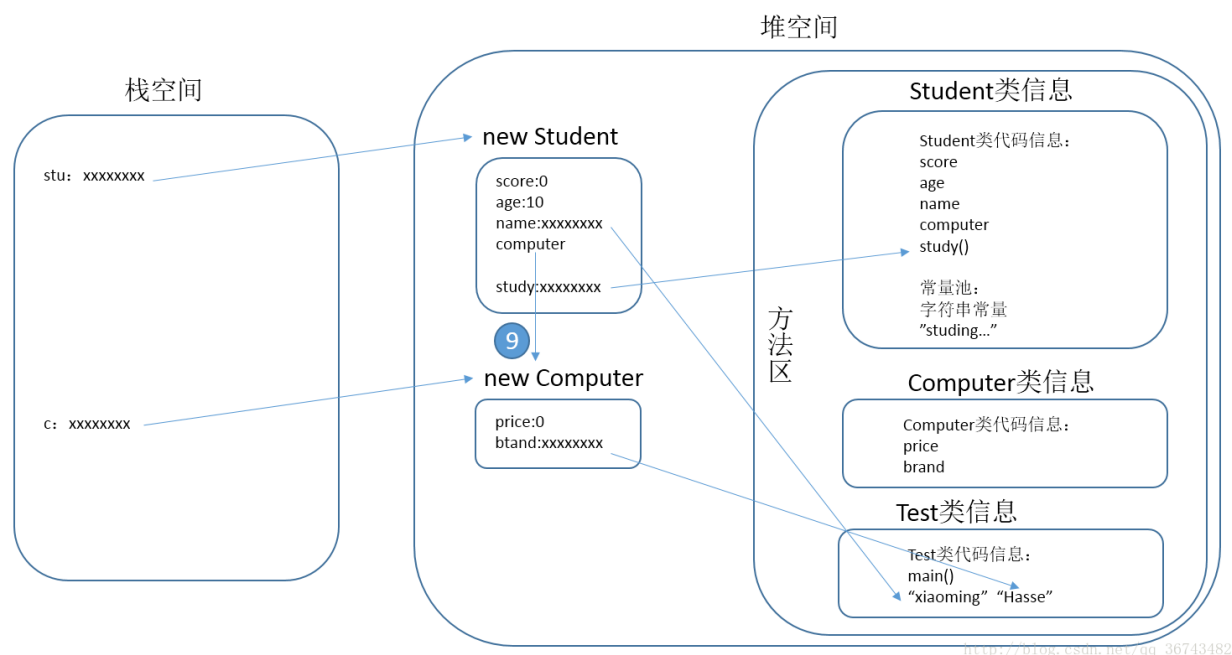 堆空间
栈空间
stu：xxxxxxxx
c：xxxxxxxx
new Student
score:0
age:10
name:xxxxxxxx
computer
study:xxxxxxxx
9
new Computer
price:0
btand:xxxxxxxx
方法区
Student类信息
Student类代码信息：
score
age
name
computer
study()
常量池：
字符串常量
”studing...”
Computer类信息
Computer类代码信息：
price
brand
Test类信息
Test类代码信息：
main()
“xiaoming” “Hasse”
http://blog.csdn.net/qq_36743482